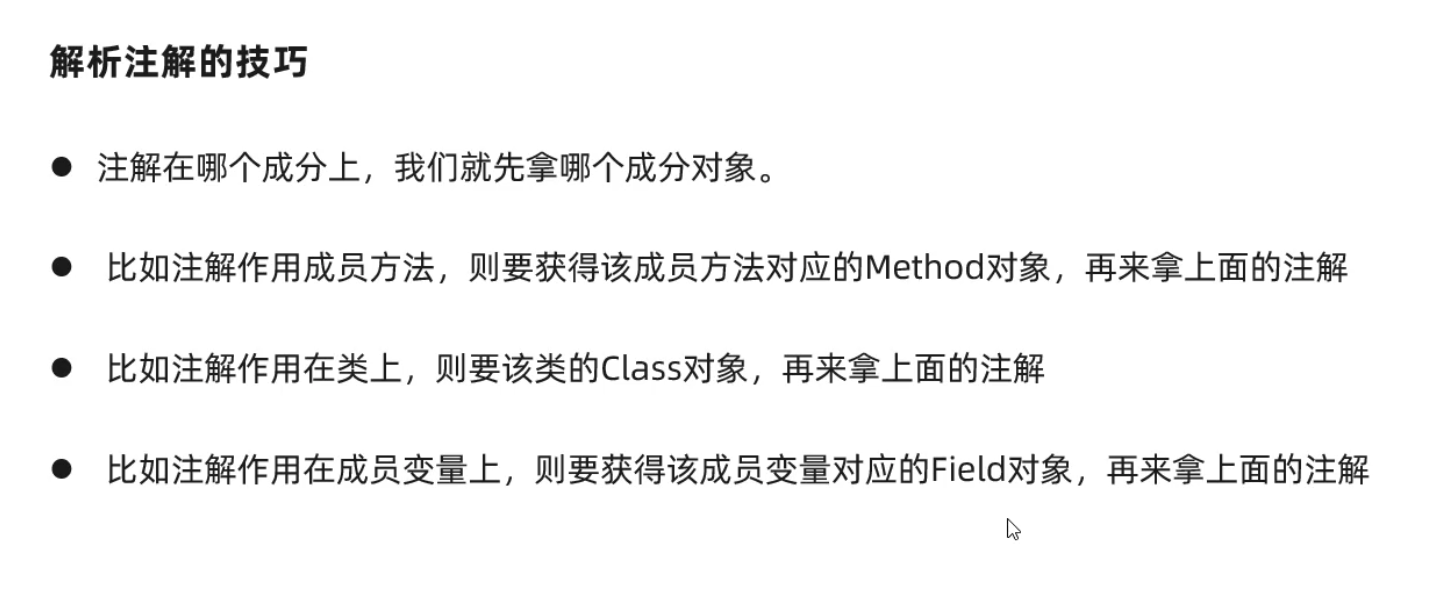 解析注解的技巧
● 注解在哪个成分上，我们就先拿哪个成分对象。
● 比如注解作用成员方法，则要获得该成员方法对应的Method对象，再来拿上面的注解
● 比如注解作用在类上，则要该类的Class对象，再来拿上面的注解
● 比如注解作用在成员变量上，则要获得该成员变量对应的Field对象，再来拿上面的注解